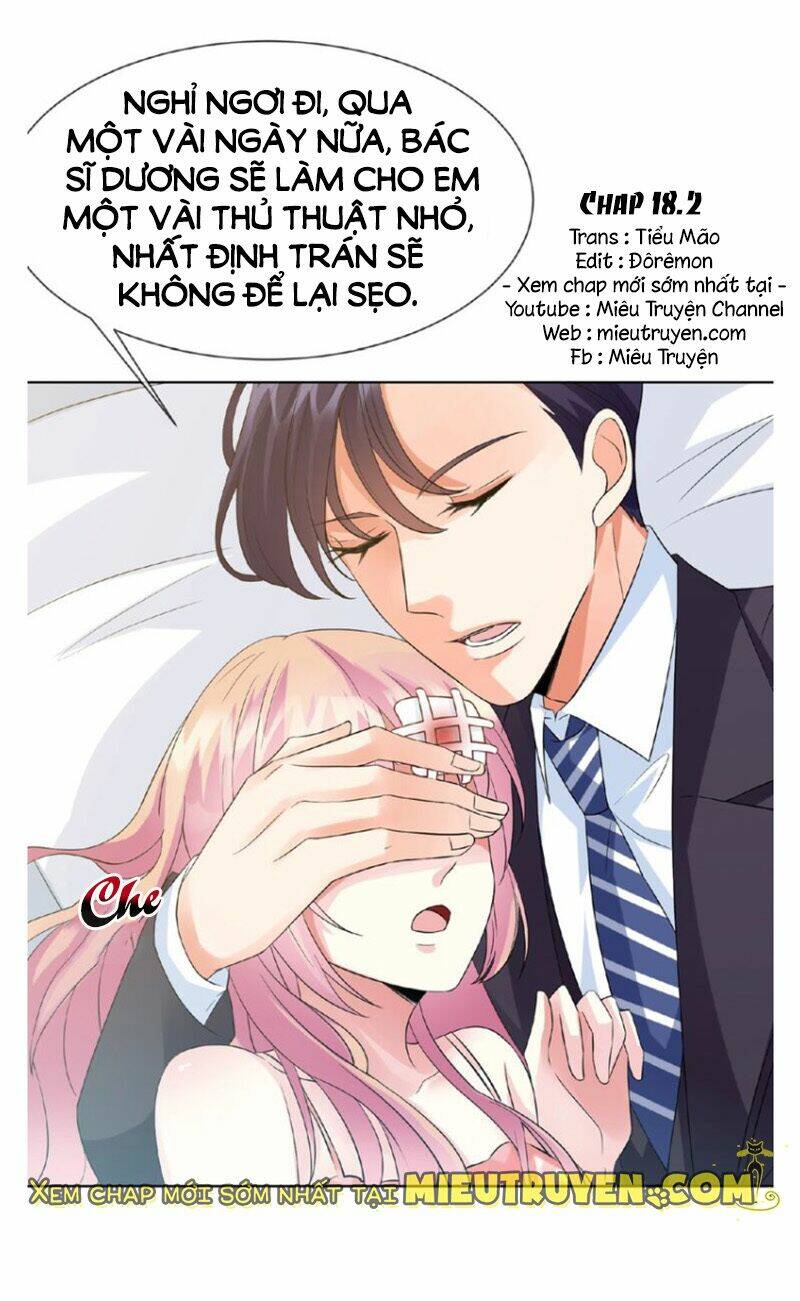 NGHỈ NGƠI ĐI, QUA
MỘT VÀI NGÀY NỮA, BÁC
SĨ DƯƠNG SẼ LÀM CHO EM
MỘT VÀI THỦ THUẬT NHỎ,
NHẤT ĐỊNH TRÁN SẼ
KHÔNG ĐỂ LẠI SẸO.
CHAP 18.2
Trans : Tiểu Mão
Edit : Đôrêmon
- Xem chap mới sớm nhất tại -
Youtube : Miêu Truyện Channel
Web : mieutruyen.com
Fb : Miêu Truyện
Che
XEM CHAP MỚI SỚM NHẤT TẠI MIEUTRUYEN.COM